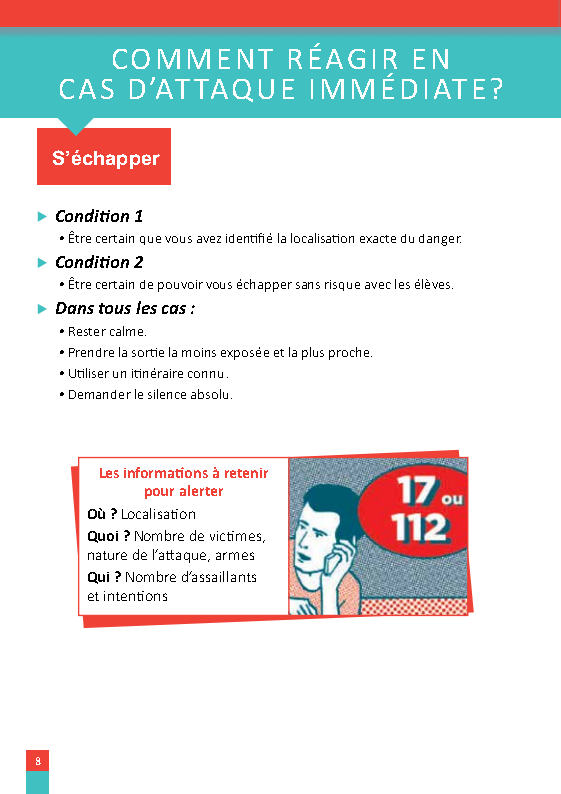 COMMENT RÉAGIR EN
CAS D'ATTAQUE IMMÉDIATE?
S'échapper
Condition 1
• Être certain que vous avez identifié la localisation exacte du danger.
Condition 2
• Être certain de pouvoir vous échapper sans risque avec les élèves.
Dans tous les cas :
• Rester calme.
• Prendre la sortie la moins exposée et la plus proche.
• Utiliser un itinéraire connu.
• Demander le silence absolu.
Les informations à retenir
pour alerter
Où ? Localisation
Quoi ? Nombre de victimes,
nature de l'attaque, armes
Qui ? Nombre d'assaillants
et intentions
17 ou
112
8